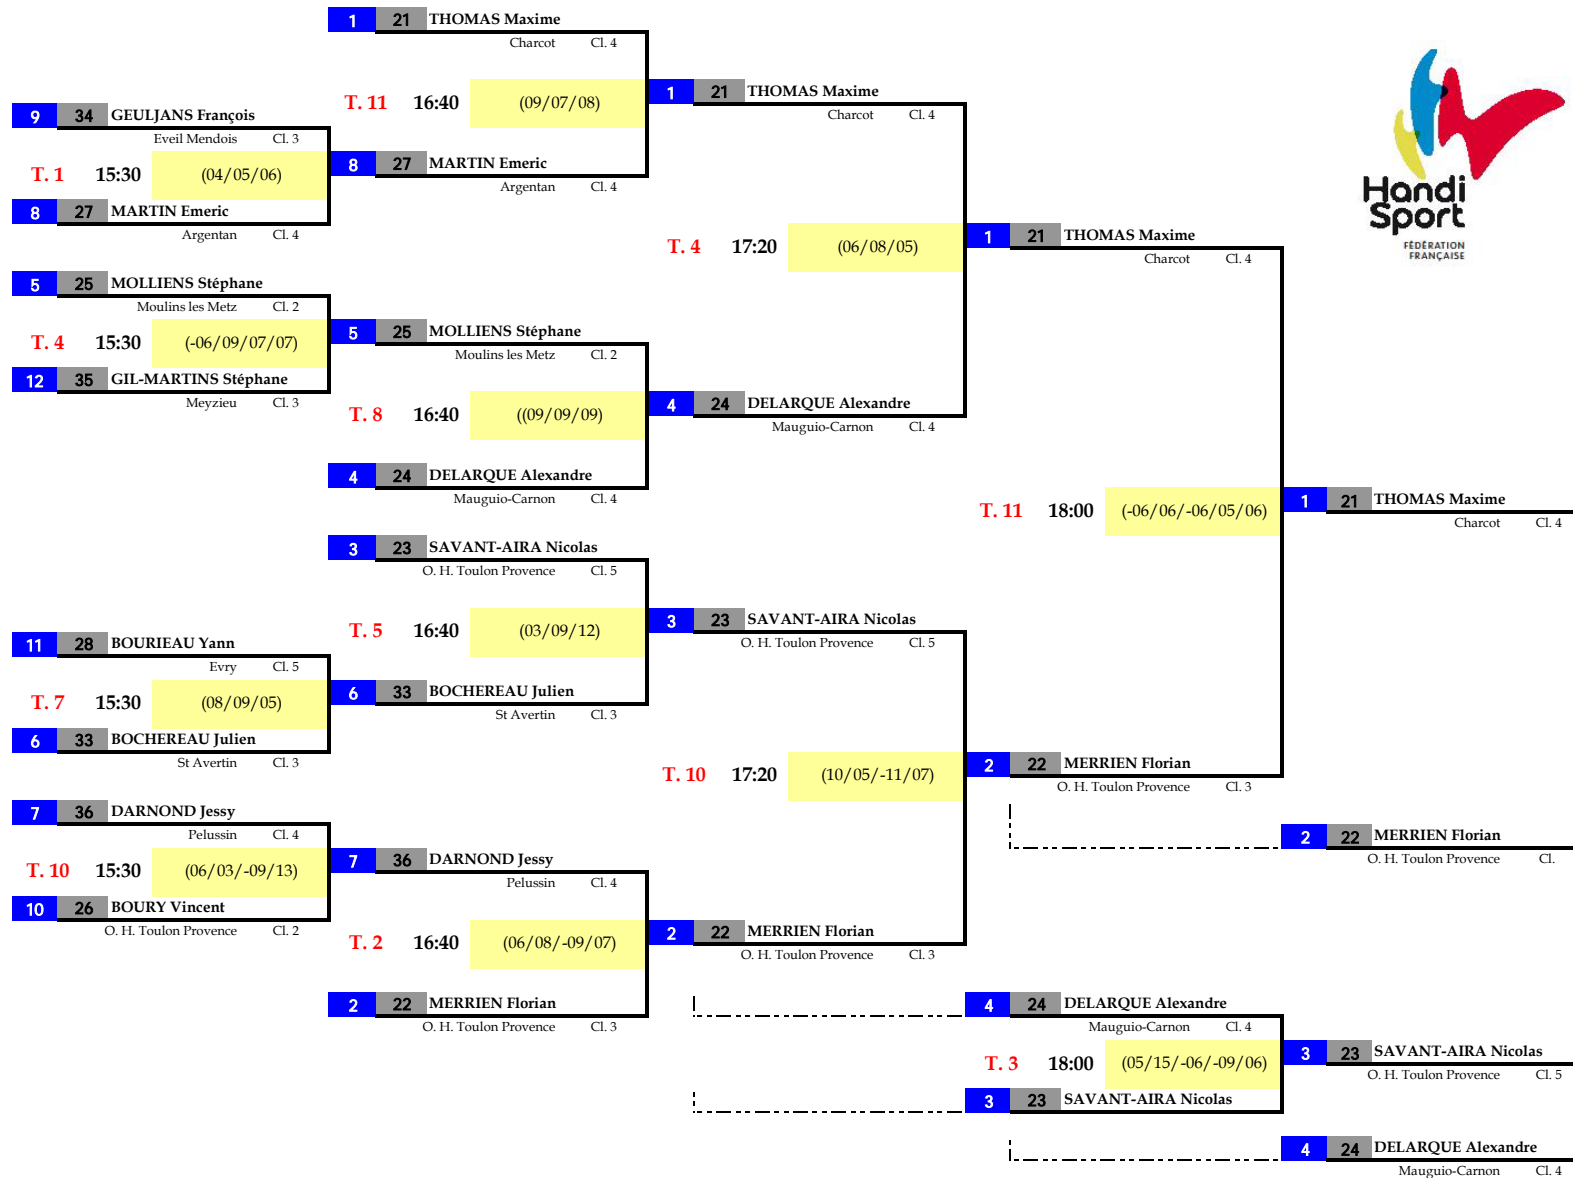 1 21 THOMAS Maxime
Charcot Cl. 4
T. 11 16:40 (09/07/08)
1 21 THOMAS Maxime
Charcot Cl. 4
9 34 GEULJANS François
Eveil Mendois Cl. 3
T. 1 15:30 (04/05/06)
8 27 MARTIN Emeric
Argentan Cl. 4
8 27 MARTIN Emeric
Argentan Cl. 4
T. 4 17:20 (06/08/05)
1 21 THOMAS Maxime
Charcot Cl. 4
Handi
Sport
FÉDÉRATION
FRANÇAISE
5 25 MOLLIENS Stéphane
Moulins les Metz Cl. 2
T. 4 15:30 (-06/09/07/07)
5 25 MOLLIENS Stéphane
Moulins les Metz Cl. 2
12 35 GIL-MARTINS Stéphane
Meyzieu Cl. 3
T. 8 16:40 ((09/09/09)
4 24 DELARQUE Alexandre
Mauguio-Carnon Cl. 4
4 24 DELARQUE Alexandre
Mauguio-Carnon Cl. 4
T. 11 18:00 (-06/06/-06/05/06)
1 21 THOMAS Maxime
Charcot Cl. 4
3 23 SAVANT-AIRA Nicolas
O. H. Toulon Provence Cl. 5
T. 5 16:40 (03/09/12)
3 23 SAVANT-AIRA Nicolas
O. H. Toulon Provence Cl. 5
11 28 BOURIEAU Yann
Evry Cl. 5
T. 7 15:30 (08/09/05)
6 33 BOCHEREAU Julien
St Avertin Cl. 3
6 33 BOCHEREAU Julien
St Avertin Cl. 3
T. 10 17:20 (10/05/-11/07)
2 22 MERRIEN Florian
O. H. Toulon Provence Cl. 3
7 36 DARNOND Jessy
Pelussin Cl. 4
2 22 MERRIEN Florian
O. H. Toulon Provence Cl.
T. 10 15:30 (06/03/-09/13)
7 36 DARNOND Jessy
Pelussin Cl. 4
10 26 BOURY Vincent
O. H. Toulon Provence Cl. 2
T. 2 16:40 (06/08/-09/07)
2 22 MERRIEN Florian
O. H. Toulon Provence Cl. 3
2 22 MERRIEN Florian
O. H. Toulon Provence Cl. 3
4 24 DELARQUE Alexandre
Mauguio-Carnon Cl. 4
T. 3 18:00 (05/15/-06/-09/06)
3 23 SAVANT-AIRA Nicolas
O. H. Toulon Provence Cl. 5
3 23 SAVANT-AIRA Nicolas
4 24 DELARQUE Alexandre
Mauguio-Carnon Cl. 4